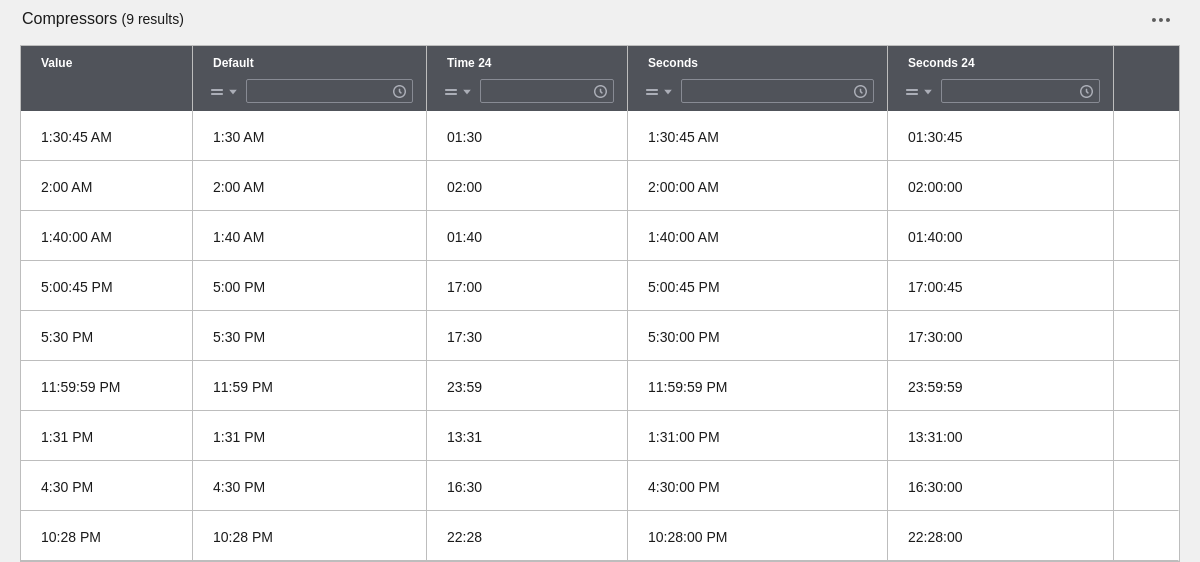 Compressors (9 results)
Value Default Time 24 Seconds Seconds 24
1:30:45 AM 1:30 AM 01:30 1:30:45 AM 01:30:45
2:00 AM 2:00 AM 02:00 2:00:00 AM 02:00:00
1:40:00 AM 1:40 AM 01:40 1:40:00 AM 01:40:00
5:00:45 PM 5:00 PM 17:00 5:00:45 PM 17:00:45
5:30 PM 5:30 PM 17:30 5:30:00 PM 17:30:00
11:59:59 PM 11:59 PM 23:59 11:59:59 PM 23:59:59
1:31 PM 1:31 PM 13:31 1:31:00 PM 13:31:00
4:30 PM 4:30 PM 16:30 4:30:00 PM 16:30:00
10:28 PM 10:28 PM 22:28 10:28:00 PM 22:28:00